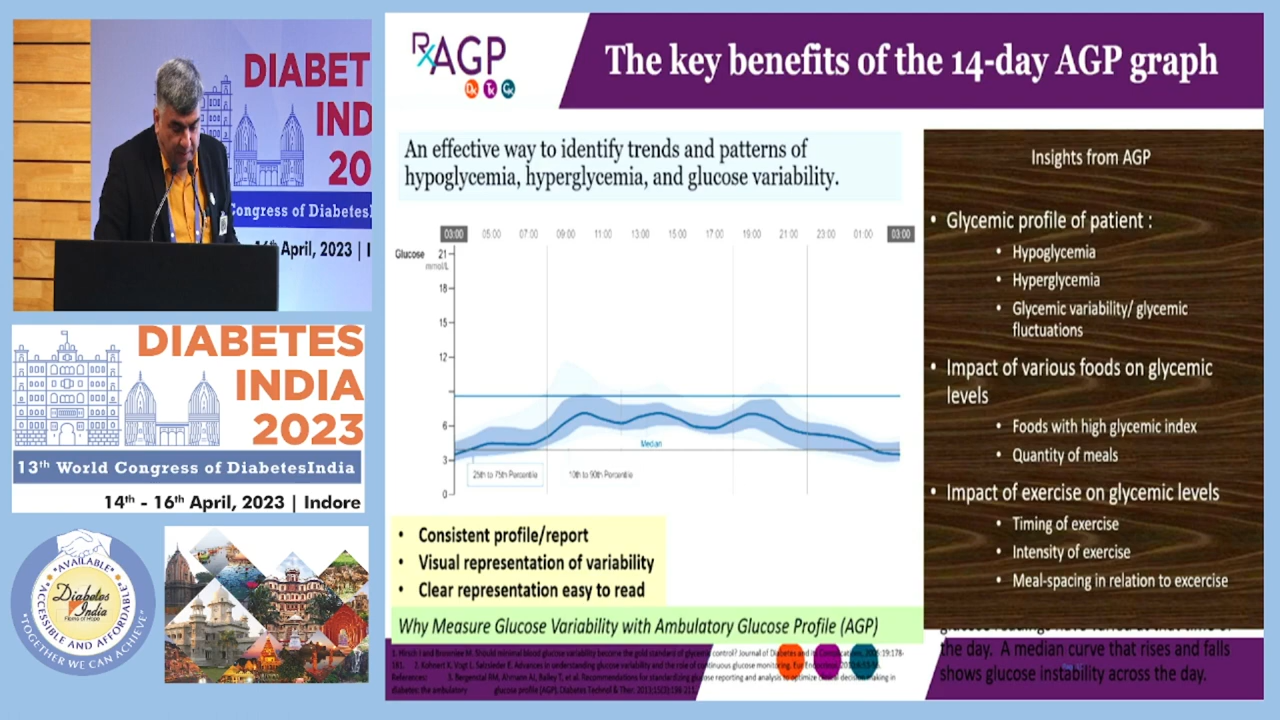 DIABET
IND
20
Congress of DiabetesI
April, 2023 | I
DIABETES
INDIA
2023
13th World Congress of DiabetesIndia
14th - 16th April, 2023 | Indore
"AVAILABLE"
ACCESSIBLE AND AFFORDABLE
"TOGETHER WE CAN ACHIEVE"
Diabetes
India
RxAGP
The key benefits of the 14-day AGP graph
An effective way to identify trends and patterns of
hypoglycemia, hyperglycemia, and glucose variability.
03:00 05:00 07:00 09:00 11:00 13:00 15:00 17:00 19:00 21:00 23:00 01:00 03:00
Glucose
mmol/L
21
18
15
12
6
3
0
Median
25th to 75th Percentile
10th to 90th Percentile
• Consistent profile/report
• Visual representation of variability
• Clear representation easy to read
Why Measure Glucose Variability with Ambulatory Glucose Profile (AGP)
Insights from AGP
• Glycemic profile of patient :
• Hypoglycemia
• Hyperglycemia
• Glycemic variability/ glycemic
fluctuations
• Impact of various foods on glycemic
levels
• Foods with high glycemic index
• Quantity of meals
• Impact of exercise on glycemic levels
• Timing of exercise
• Intensity of exercise
• Meal-spacing in relation to excercise
the day. A median curve that rises and falls
shows glucose instability across the day.
References: